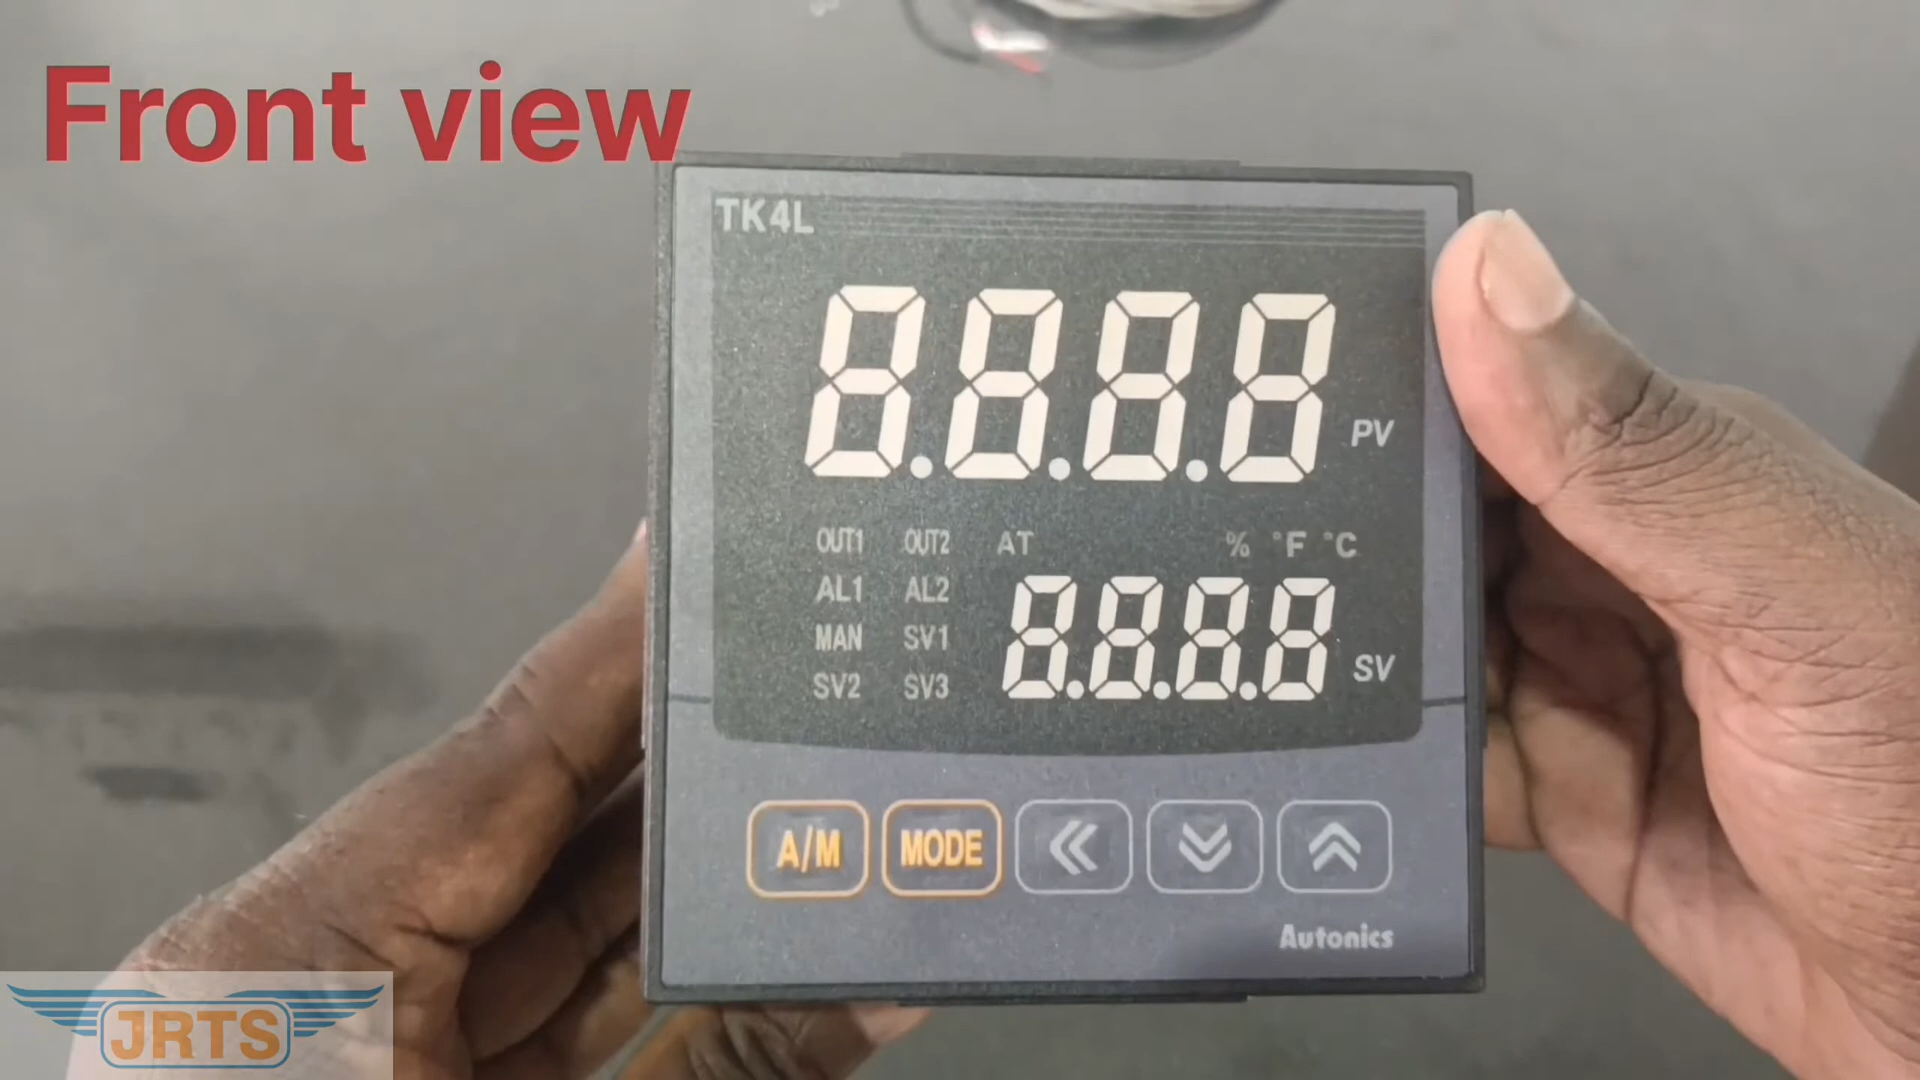 Front view
TK4L
8.8.8.8 PV
OUT1 OUT2 AT % °F °C
AL1 AL2
MAN SV1
SV2 SV3
8.8.8.8 SV
A/M MODE
Autonics
JRTS